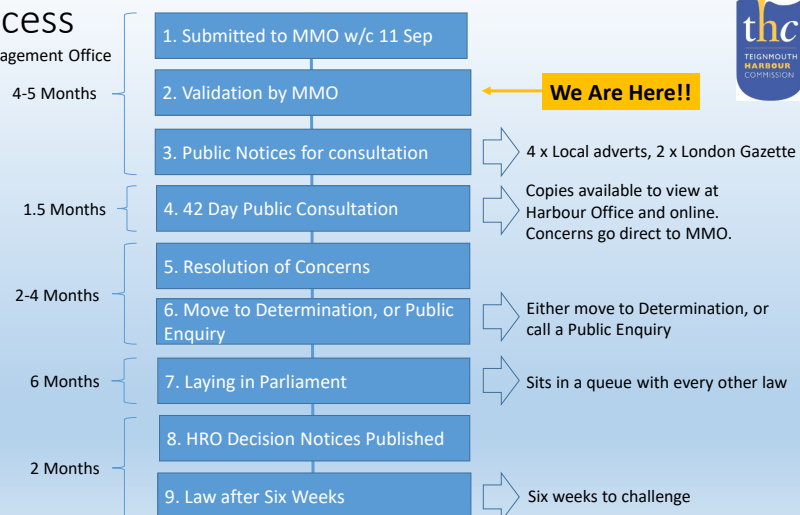 cess
agement Office
thc
TEIGNMOUTH
HARBOUR
COMMISSION
4-5 Months
1. Submitted to MMO w/c 11 Sep
2. Validation by MMO
We Are Here!!
3. Public Notices for consultation
4 x Local adverts, 2 x London Gazette
1.5 Months
4. 42 Day Public Consultation
Copies available to view at
Harbour Office and online.
Concerns go direct to MMO.
2-4 Months
5. Resolution of Concerns
6. Move to Determination, or Public
Enquiry
Either move to Determination, or
call a Public Enquiry
6 Months
7. Laying in Parliament
Sits in a queue with every other law
2 Months
8. HRO Decision Notices Published
9. Law after Six Weeks
Six weeks to challenge